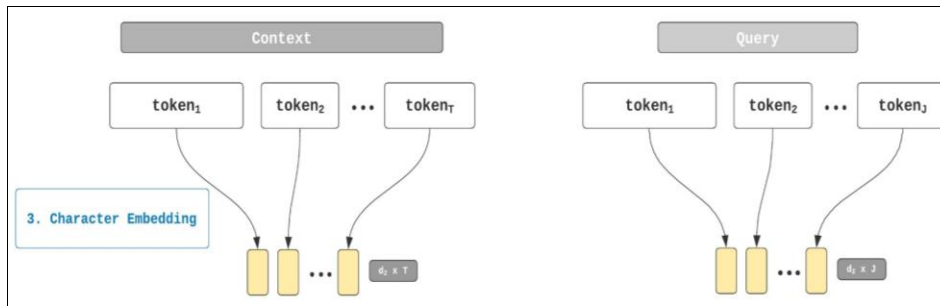 Context
Query
token₁ token₂ ••• token_T
token₁ token₂ ••• token_J
3. Character Embedding
••• d₂ x T
••• d₂ x J